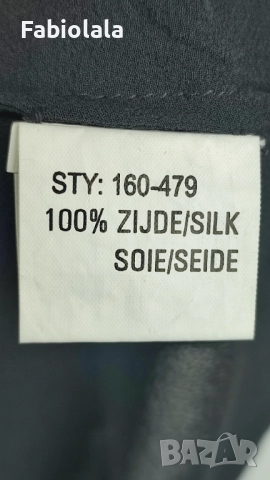 Fabiolala
STY: 160-479
100% ZIJDE/SILK
SOIE/SEIDE
bazar